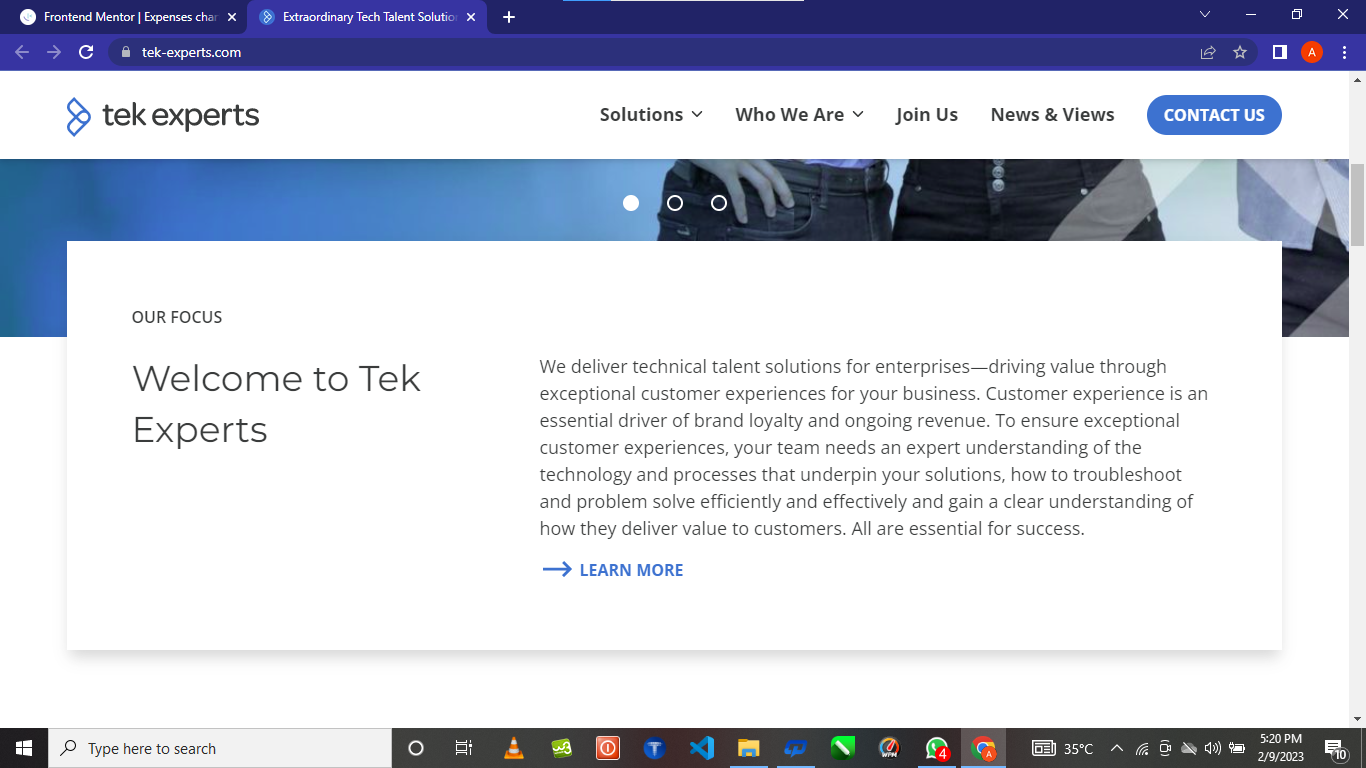 Frontend Mentor | Expenses char
Extraordinary Tech Talent Solutio
tek-experts.com
A
tek experts
Solutions
Who We Are
Join Us
News & Views
CONTACT US
OUR FOCUS
Welcome to Tek
Experts
We deliver technical talent solutions for enterprises—driving value through
exceptional customer experiences for your business. Customer experience is an
essential driver of brand loyalty and ongoing revenue. To ensure exceptional
customer experiences, your team needs an expert understanding of the
technology and processes that underpin your solutions, how to troubleshoot
and problem solve efficiently and effectively and gain a clear understanding of
how they deliver value to customers. All are essential for success.
LEARN MORE
Type here to search
T
WPM
4
A
35°C
5:20 PM
2/9/2023
10